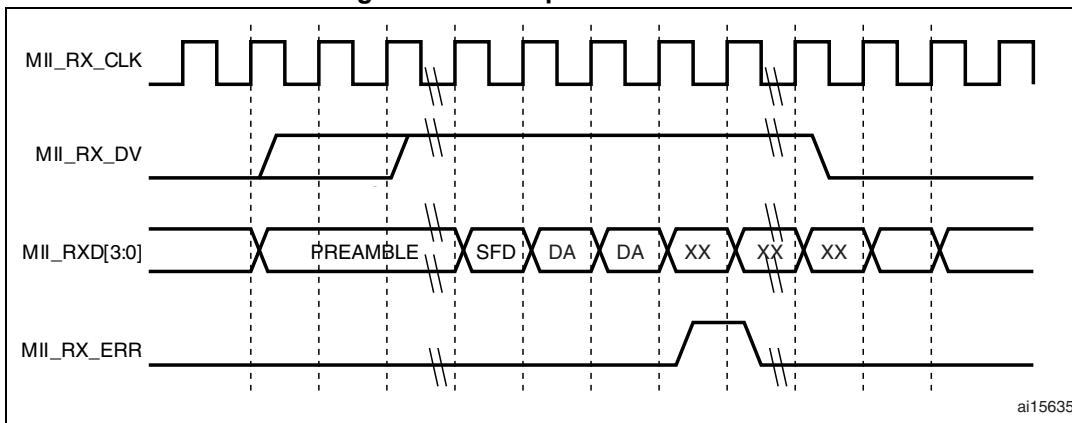 MII_RX_CLK
MII_RX_DV
MII_RXD[3:0] PREAMBLE SFD DA DA XX XX XX
MII_RX_ERR
ai15635